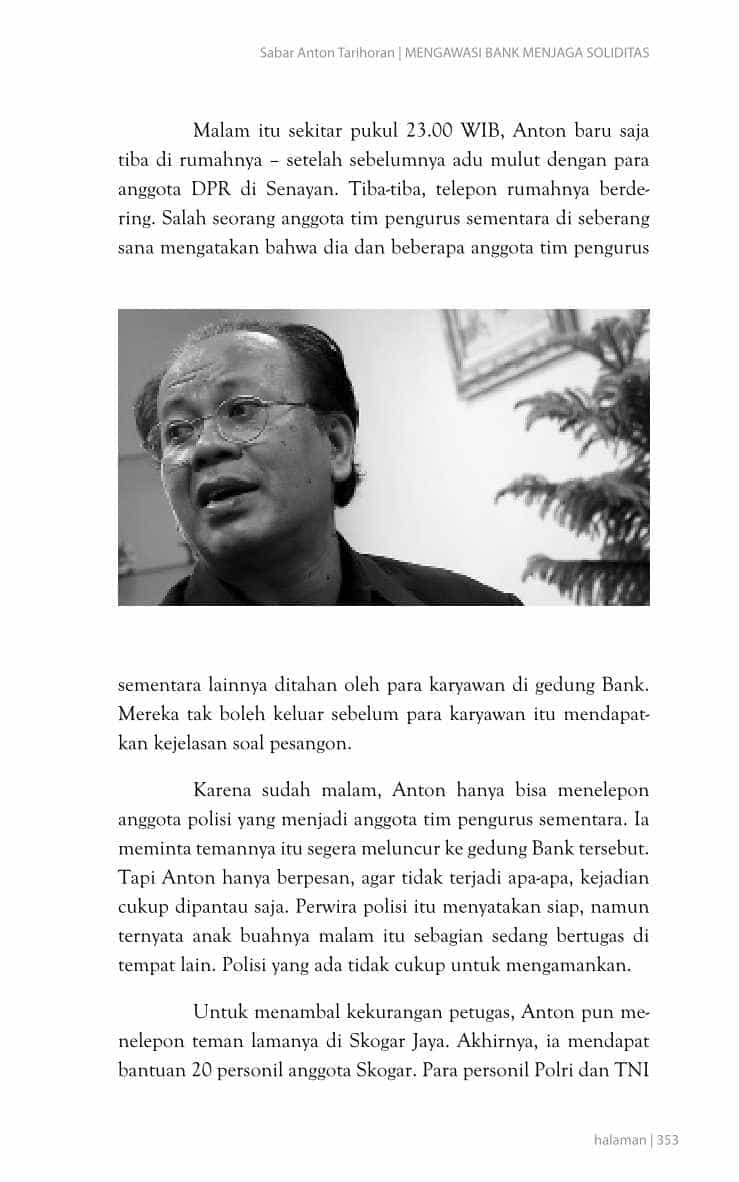 Sabar Anton Tarihoran | MENGAWASI BANK MENJAGA SOLIDITAS
Malam itu sekitar pukul 23.00 WIB, Anton baru saja
tiba di rumahnya – setelah sebelumnya adu mulut dengan para
anggota DPR di Senayan. Tiba-tiba, telepon rumahnya berde-
ring. Salah seorang anggota tim pengurus sementara di seberang
sana mengatakan bahwa dia dan beberapa anggota tim pengurus
sementara lainnya ditahan oleh para karyawan di gedung Bank.
Mereka tak boleh keluar sebelum para karyawan itu mendapat-
kan kejelasan soal pesangon.
Karena sudah malam, Anton hanya bisa menelepon
anggota polisi yang menjadi anggota tim pengurus sementara. Ia
meminta temannya itu segera meluncur ke gedung Bank tersebut.
Tapi Anton hanya berpesan, agar tidak terjadi apa-apa, kejadian
cukup dipantau saja. Perwira polisi itu menyatakan siap, namun
ternyata anak buahnya malam itu sebagian sedang bertugas di
tempat lain. Polisi yang ada tidak cukup untuk mengamankan.
Untuk menambal kekurangan petugas, Anton pun me-
nelepon teman lamanya di Skogar Jaya. Akhirnya, ia mendapat
bantuan 20 personil anggota Skogar. Para personil Polri dan TNI
halaman | 353